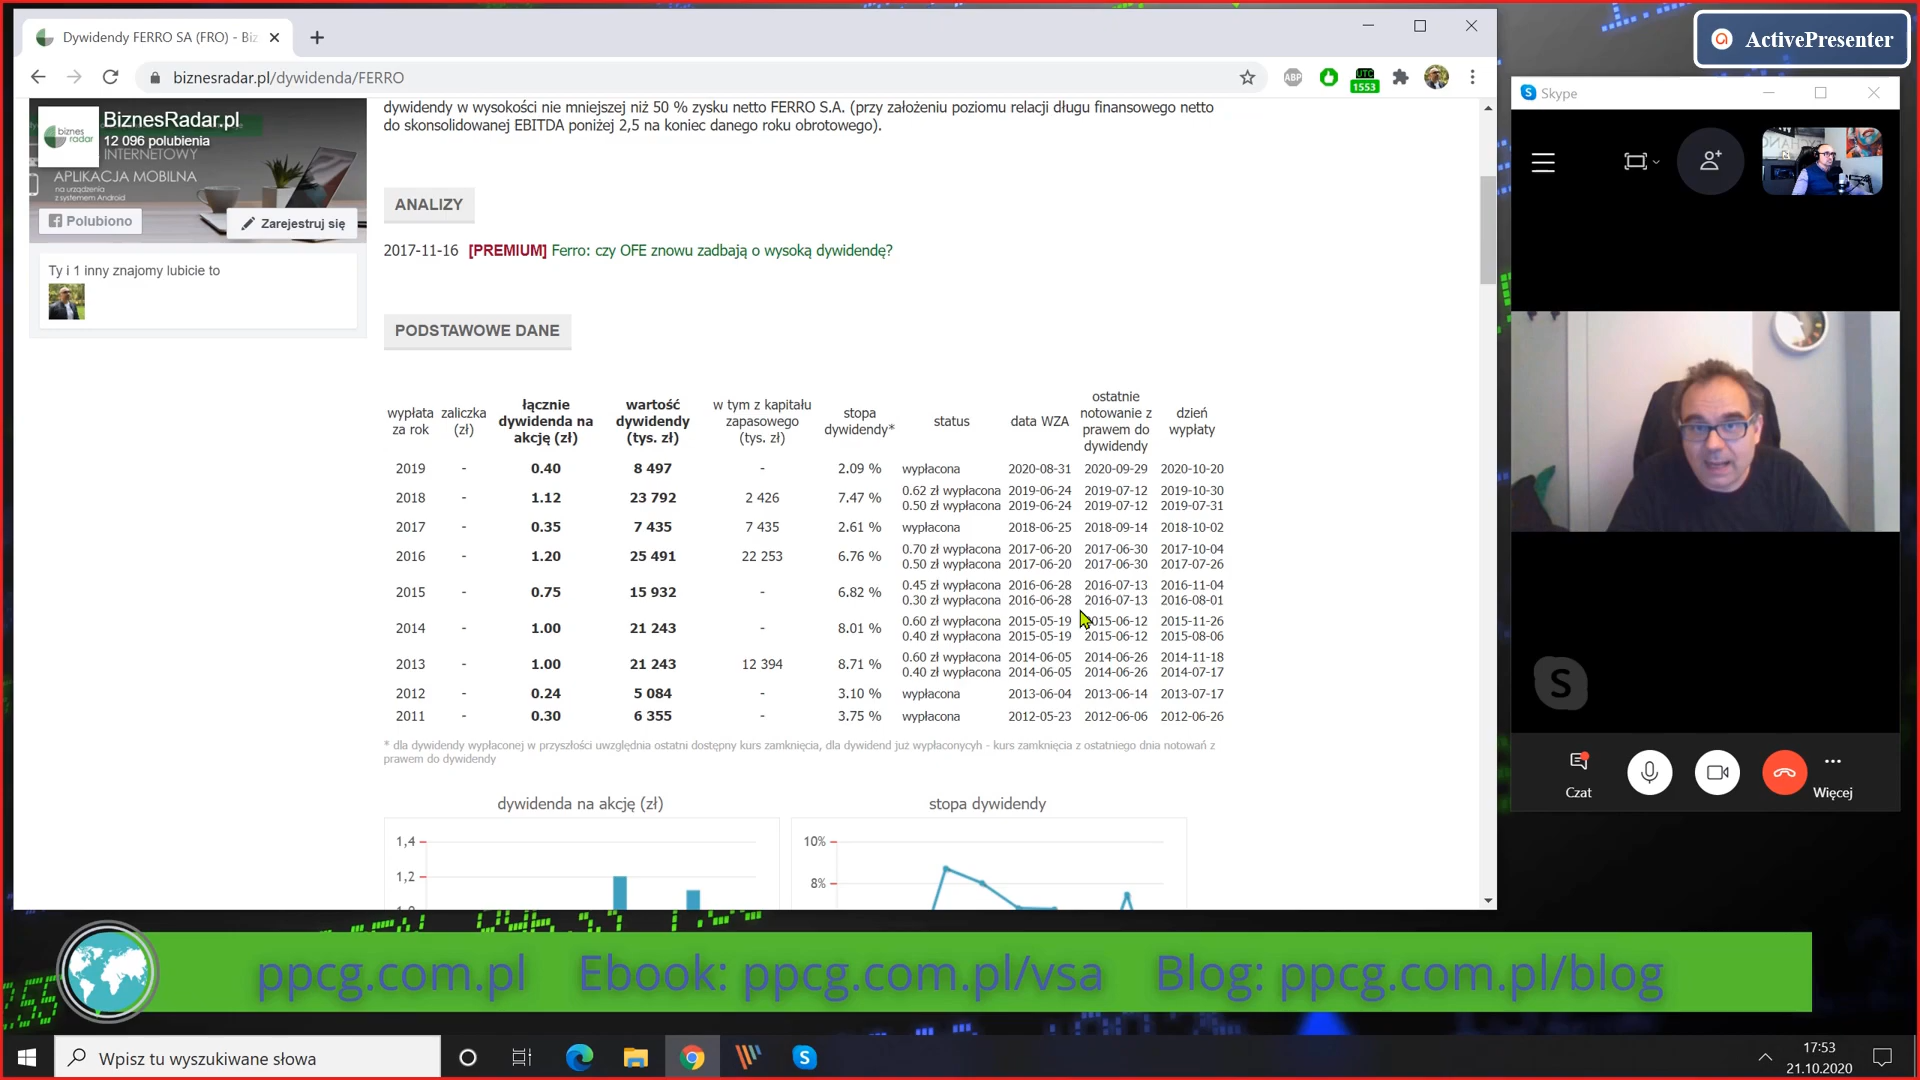 Dywidendy FERRO SA (FRO) - Biz
ActivePresenter
biznesradar.pl/dywidenda/FERRO
ABP
UTC
1553
Skype
BiznesRadar.pl
12 096 polubienia
INTERNETOWY
APLIKACJA MOBILNA
na urządzenia
z systemem Android
biznes
radar
Polubiono
Zarejestruj się
Ty i 1 inny znajomy lubicie to
dywidendy w wysokości nie mniejszej niż 50 % zysku netto FERRO S.A. (przy założeniu poziomu relacji długu finansowego netto
do skonsolidowanej EBITDA poniżej 2,5 na koniec danego roku obrotowego).
ANALIZY
2017-11-16 [PREMIUM] Ferro: czy OFE znowu zadbają o wysoką dywidendę?
PODSTAWOWE DANE
wypłata za rok zaliczka (zł) łącznie dywidenda na akcję (zł) wartość dywidendy (tys. zł) w tym z kapitału zapasowego (tys. zł) stopa dywidendy* status data WZA ostatnie notowanie z prawem do dywidendy dzień wypłaty
2019 - 0.40 8 497 - 2.09 % wypłacona 2020-08-31 2020-09-29 2020-10-20
2018 - 1.12 23 792 2 426 7.47 % 0.62 zł wypłacona 2019-06-24 2019-07-12 2019-10-30
0.50 zł wypłacona 2019-06-24 2019-07-12 2019-07-31
2017 - 0.35 7 435 7 435 2.61 % wypłacona 2018-06-25 2018-09-14 2018-10-02
2016 - 1.20 25 491 22 253 6.76 % 0.70 zł wypłacona 2017-06-20 2017-06-30 2017-10-04
0.50 zł wypłacona 2017-06-20 2017-06-30 2017-07-26
2015 - 0.75 15 932 - 6.82 % 0.45 zł wypłacona 2016-06-28 2016-07-13 2016-11-04
0.30 zł wypłacona 2016-06-28 2016-07-13 2016-08-01
2014 - 1.00 21 243 - 8.01 % 0.60 zł wypłacona 2015-05-19 2015-06-12 2015-11-26
0.40 zł wypłacona 2015-05-19 2015-06-12 2015-08-06
2013 - 1.00 21 243 12 394 8.71 % 0.60 zł wypłacona 2014-06-05 2014-06-26 2014-11-18
0.40 zł wypłacona 2014-06-05 2014-06-26 2014-07-17
2012 - 0.24 5 084 - 3.10 % wypłacona 2013-06-04 2013-06-14 2013-07-17
2011 - 0.30 6 355 - 3.75 % wypłacona 2012-05-23 2012-06-06 2012-06-26
* dla dywidendy wypłaconej w przyszłości uwzględnia ostatni dostępny kurs zamknięcia, dla dywidend już wypłaconycyh - kurs zamknięcia z ostatniego dnia notowań z
prawem do dywidendy
dywidenda na akcję (zł)
stopa dywidendy
1,4
1,2
10%
8%
S
Czat
Więcej
ppcg.com.pl Ebook: ppcg.com.pl/vsa Blog: ppcg.com.pl/blog
Wpisz tu wyszukiwane słowa
17:53
21.10.2020